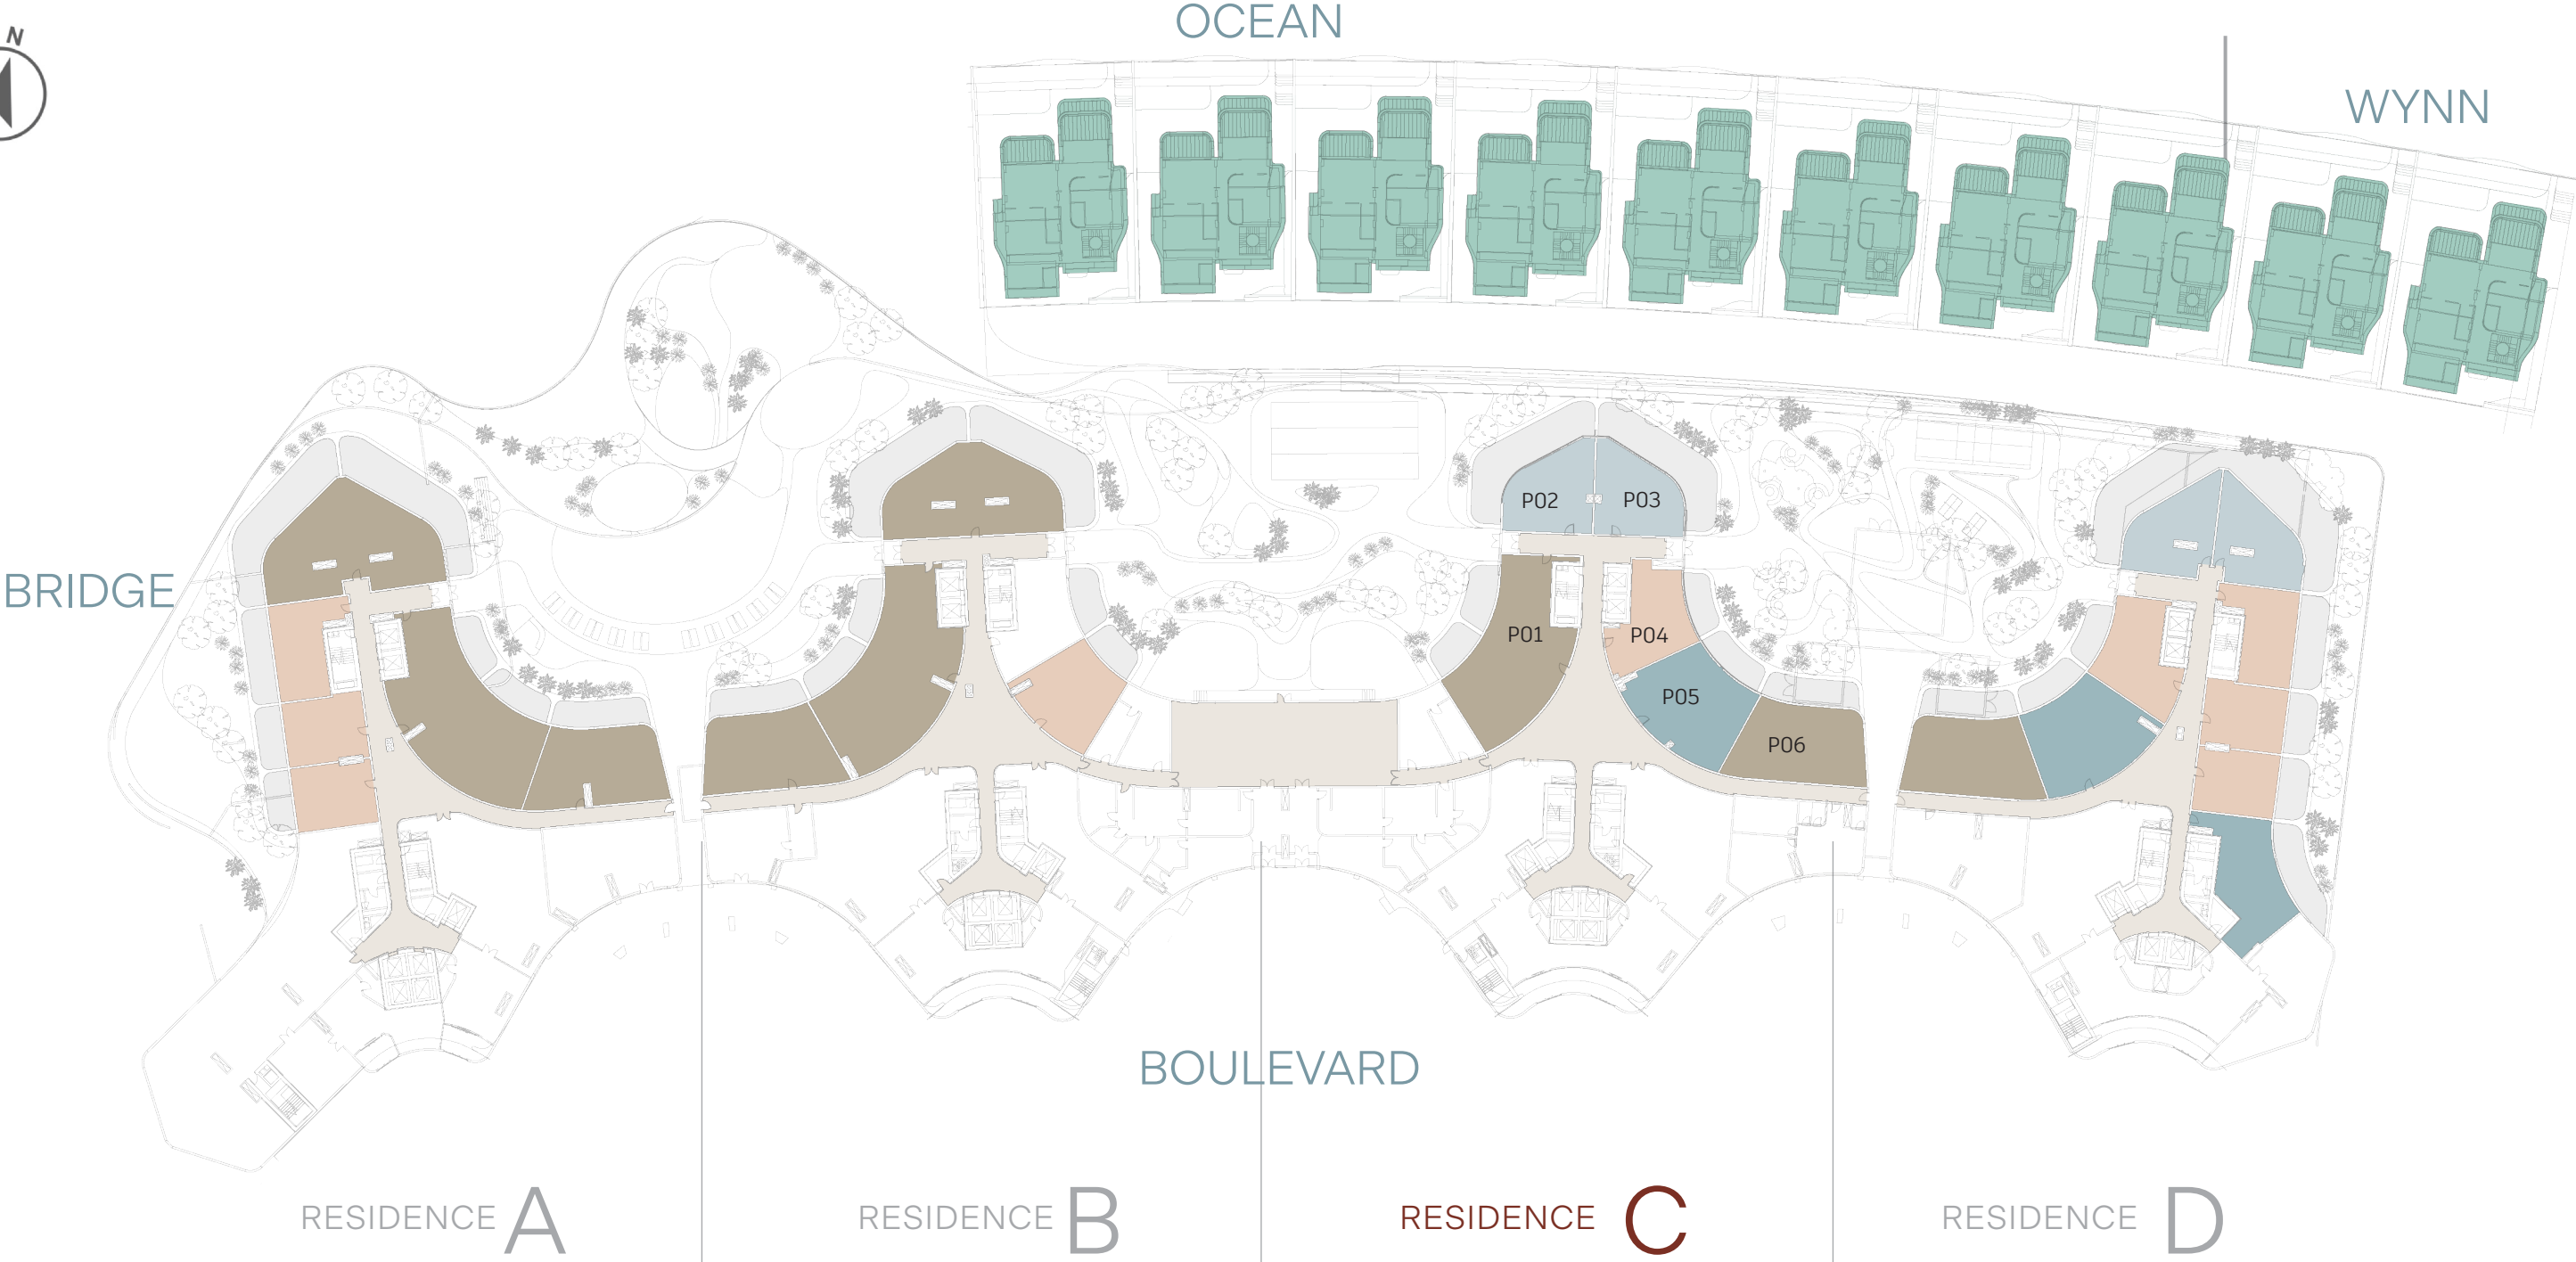 N
OCEAN
WYNN
P02
P03
BRIDGE
P01
P04
P05
P06
BOULEVARD
RESIDENCE A
RESIDENCE B
RESIDENCE C
RESIDENCE D